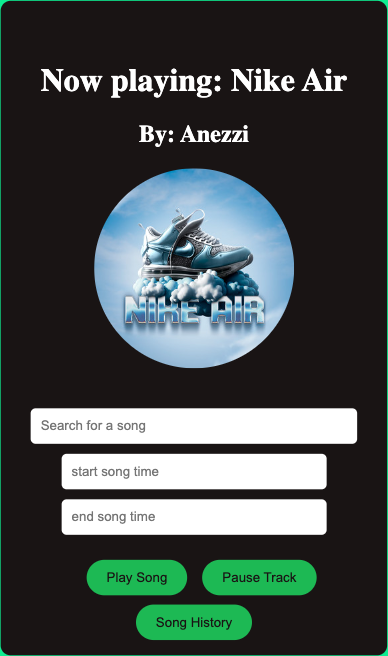 Now playing: Nike Air
By: Anezzi
NIKE AIR
Search for a song
start song time
end song time
Play Song
Pause Track
Song History